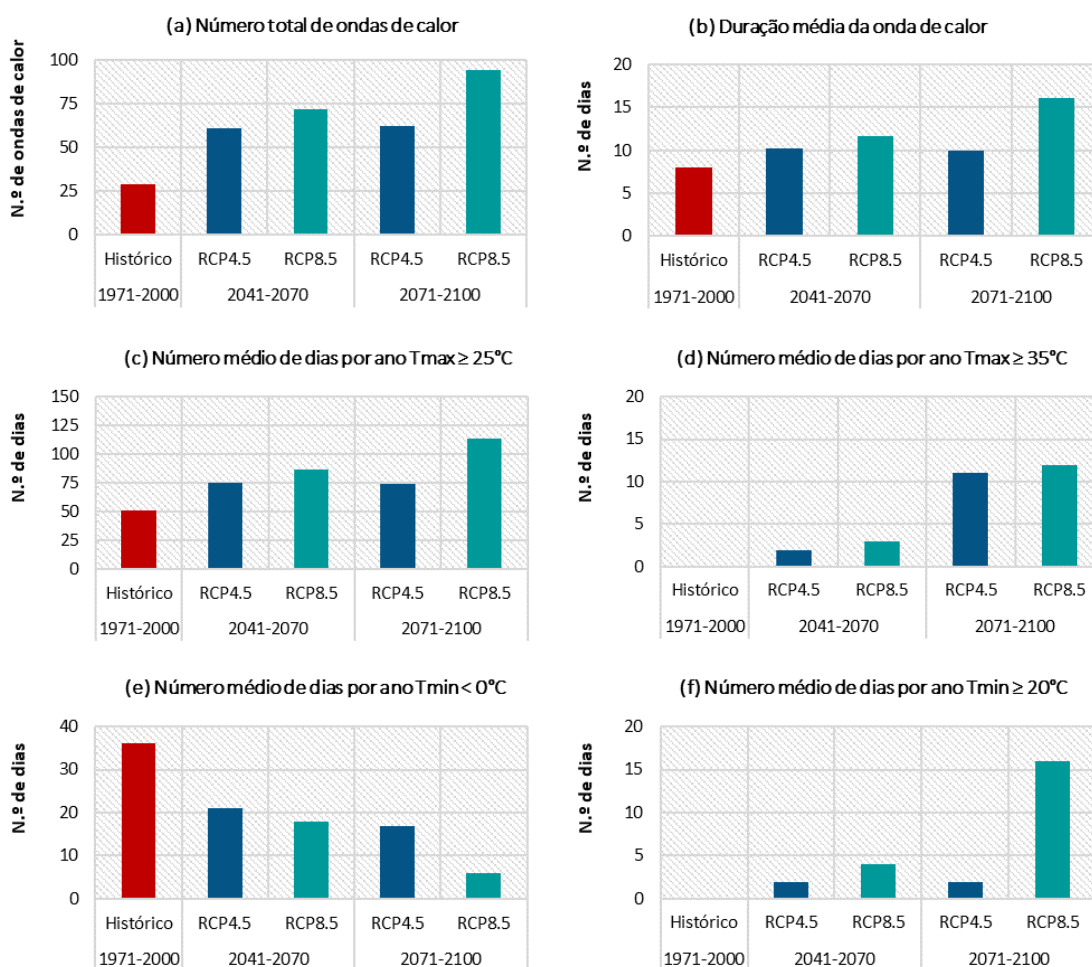 (a) Número total de ondas de calor
N.º de ondas de calor
100
75
50
25
0
Histórico RCP4.5 RCP8.5 RCP4.5 RCP8.5
1971-2000 2041-2070 2071-2100
(b) Duração média da onda de calor
N.º de dias
20
15
10
5
0
Histórico RCP4.5 RCP8.5 RCP4.5 RCP8.5
1971-2000 2041-2070 2071-2100
(c) Número médio de dias por ano Tmax ≥ 25°C
N.º de dias
150
125
100
75
50
25
0
Histórico RCP4.5 RCP8.5 RCP4.5 RCP8.5
1971-2000 2041-2070 2071-2100
(d) Número médio de dias por ano Tmax ≥ 35°C
N.º de dias
20
15
10
5
0
Histórico RCP4.5 RCP8.5 RCP4.5 RCP8.5
1971-2000 2041-2070 2071-2100
(e) Número médio de dias por ano Tmin < 0°C
N.º de dias
40
30
20
10
0
Histórico RCP4.5 RCP8.5 RCP4.5 RCP8.5
1971-2000 2041-2070 2071-2100
(f) Número médio de dias por ano Tmin ≥ 20°C
N.º de dias
20
15
10
5
0
Histórico RCP4.5 RCP8.5 RCP4.5 RCP8.5
1971-2000 2041-2070 2071-2100